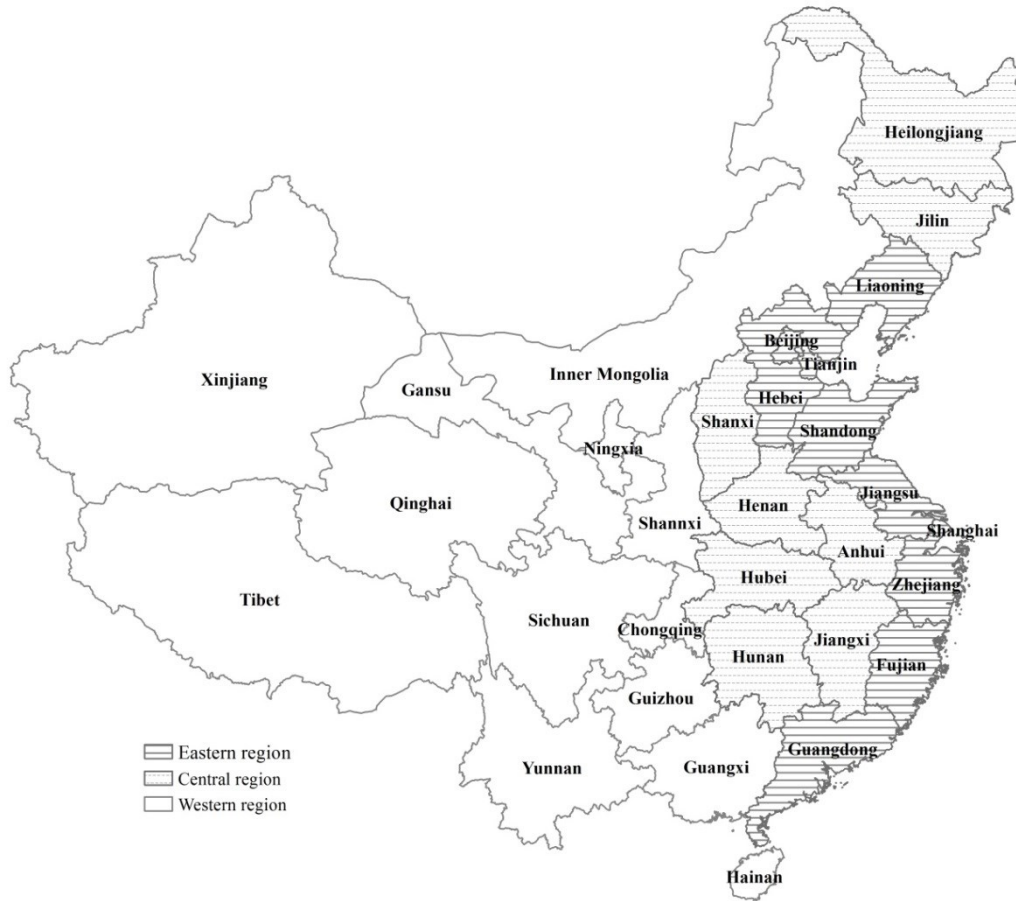 Heilongjiang
Jilin
Liaoning
Beijing
Tianjin
Xinjiang
Gansu
Inner Mongolia
Hebei
Shanxi
Shandong
Ningxia
Qinghai
Jiangsu
Henan
Shannxi
Shanghai
Anhui
Hubei
Zhejiang
Tibet
Sichuan
Chongqing
Jiangxi
Hunan
Fujian
Guizhou
Eastern region
Guangdong
Yunnan
Guangxi
Central region
Western region
Hainan